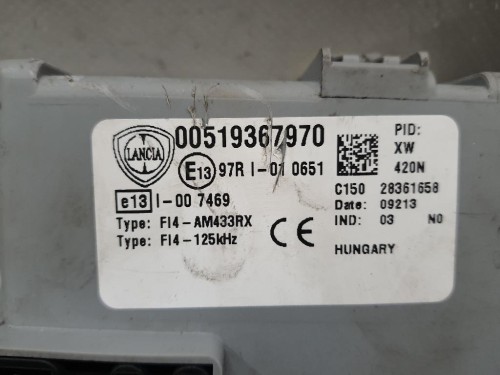 LANCIA
00519367970
E13 97R I-01 0651
e13 I-00 7469
Type: FI4-AM433RX
Type: FI4-125kHz
CE
PID:
XW
420N
C150 28361658
Date: 09213
IND: 03 N0
HUNGARY